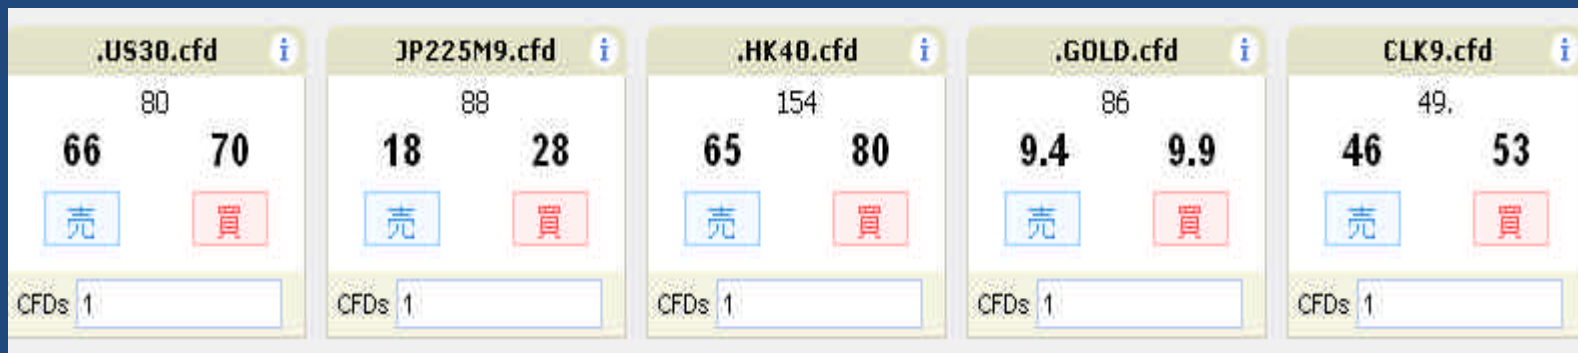 .US30.cfd i JP225M9.cfd i .HK40.cfd i .GOLD.cfd i CLK9.cfd i
80 88 154 86 49.
66 70 18 28 65 80 9.4 9.9 46 53
売 買 売 買 売 買 売 買 売 買
CFDs 1 CFDs 1 CFDs 1 CFDs 1 CFDs 1